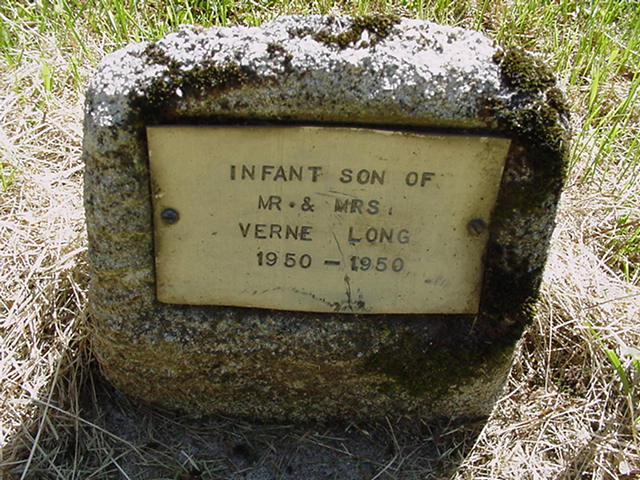 INFANT SON OF
MR. & MRS.
VERNE LONG
1950 – 1950